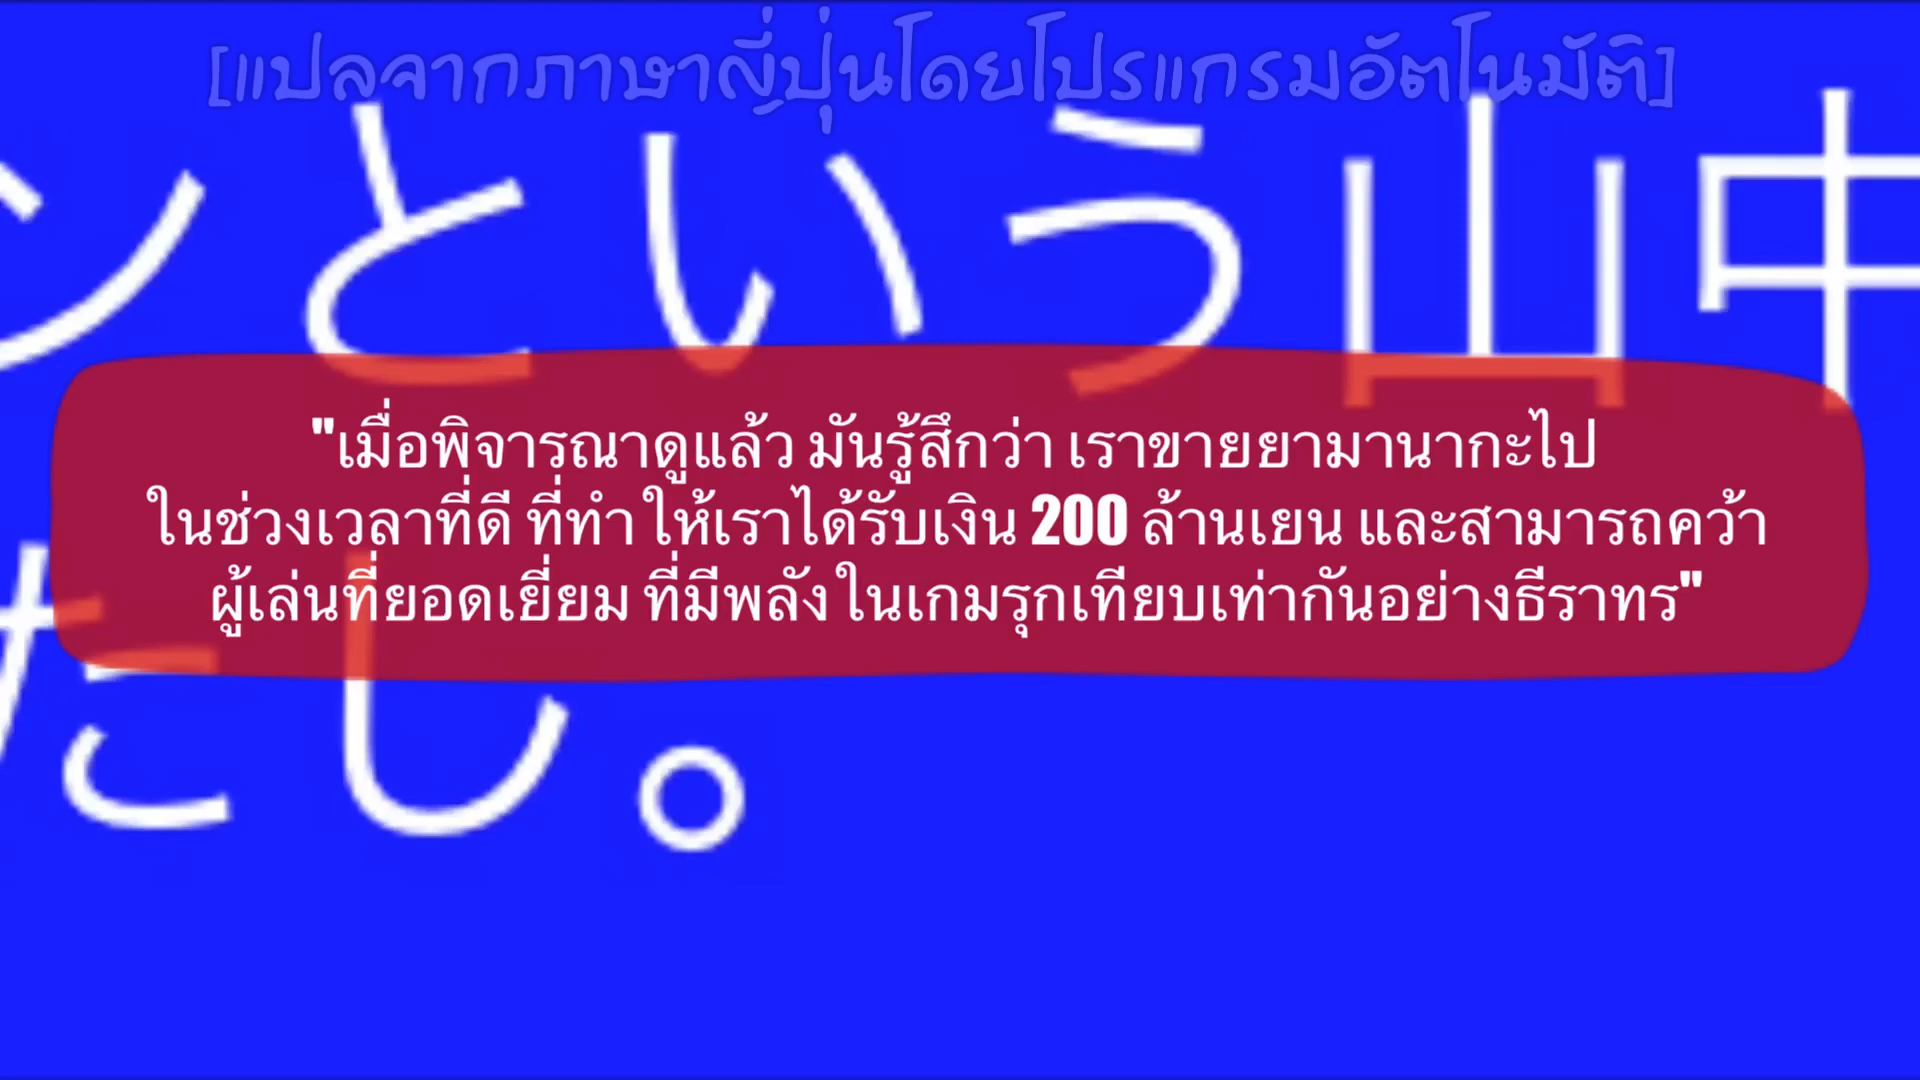 [แปลจากภาษาญี่ปุ่นโดยโปรแกรมอัตโนมัติ]
ンという山中
"เมื่อพิจารณาดูแล้ว มันรู้สึกว่า เราขายยามานากะไป
ในช่วงเวลาที่ดี ที่ทำให้เราได้รับเงิน 200 ล้านเยน และสามารถคว้า
ผู้เล่นที่ยอดเยี่ยม ที่มีพลังในเกมรุกเทียบเท่ากันอย่างธีราทร"
たし。